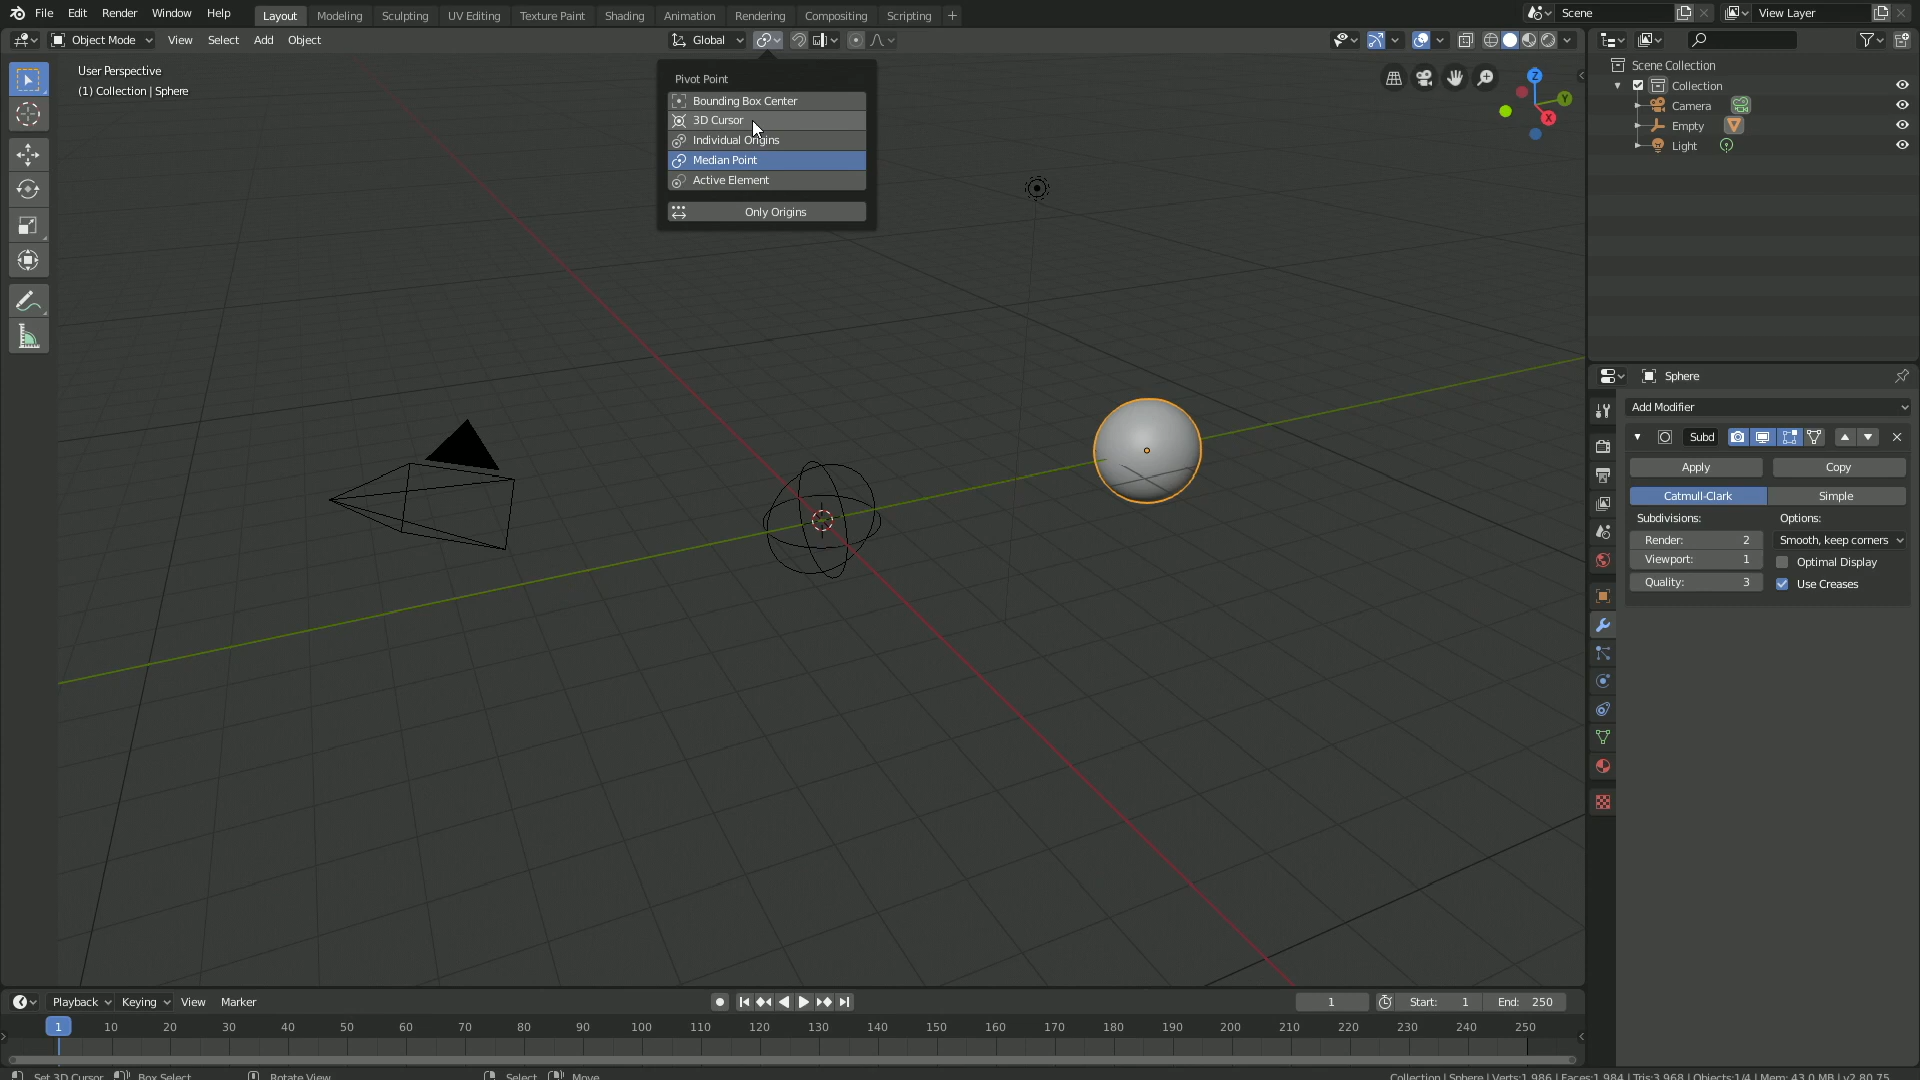 File Edit Render Window Help
Layout Modeling Sculpting UV Editing Texture Paint Shading Animation Rendering Compositing Scripting +
Scene
View Layer
Object Mode View Select Add Object
Global
User Perspective
(1) Collection | Sphere
Pivot Point
Bounding Box Center
3D Cursor
Individual Origins
Median Point
Active Element
Only Origins
Z
Y
X
Scene Collection
Collection
Camera
Empty
Light
Sphere
Add Modifier
Subd
Apply Copy
Catmull-Clark Simple
Subdivisions: Options:
Render: 2 Smooth, keep corners
Viewport: 1 Optimal Display
Quality: 3 Use Creases
Playback Keying View Marker
1 Start: 1 End: 250
1 10 20 30 40 50 60 70 80 90 100 110 120 130 140 150 160 170 180 190 200 210 220 230 240 250
Set 3D Cursor Box Select Rotate View Select Move
Collection | Sphere | Verts:1,986 | Faces:1,984 | Tris:3,968 | Objects:1/4 | Mem: 43.0 MB | v2.80.75